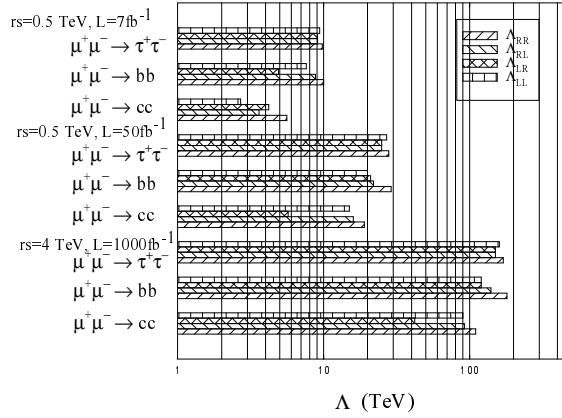 rs=0.5 TeV, L=7fb⁻¹
μ⁺μ⁻→τ⁺τ⁻
μ⁺μ⁻→bb
μ⁺μ⁻→cc
rs=0.5 TeV, L=50fb⁻¹
μ⁺μ⁻→τ⁺τ⁻
μ⁺μ⁻→bb
μ⁺μ⁻→cc
rs=4 TeV, L=1000fb⁻¹
μ⁺μ⁻→τ⁺τ⁻
μ⁺μ⁻→bb
μ⁺μ⁻→cc
Λ_RR
Λ_RL
Λ_LR
Λ_LL
1 10 100
Λ (TeV)